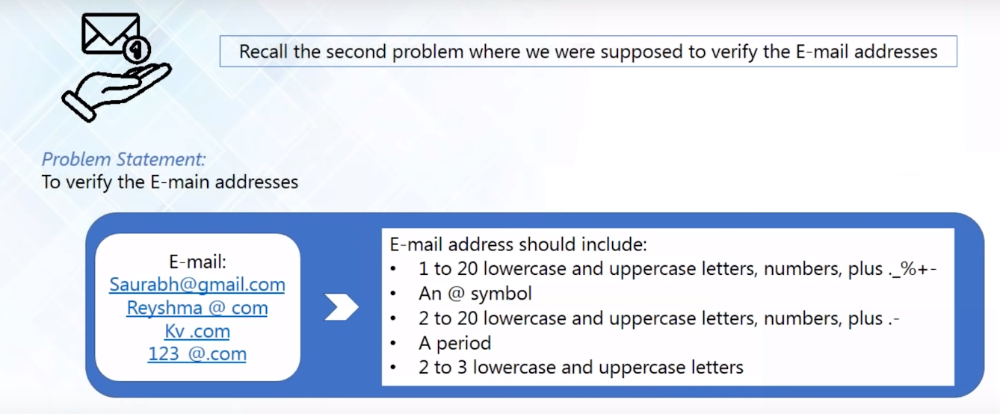 Recall the second problem where we were supposed to verify the E-mail addresses
Problem Statement:
To verify the E-main addresses
E-mail:
Saurabh@gmail.com
Reyshma @ com
Kv .com
123 @.com
E-mail address should include:
• 1 to 20 lowercase and uppercase letters, numbers, plus ._%+-
• An @ symbol
• 2 to 20 lowercase and uppercase letters, numbers, plus .-
• A period
• 2 to 3 lowercase and uppercase letters